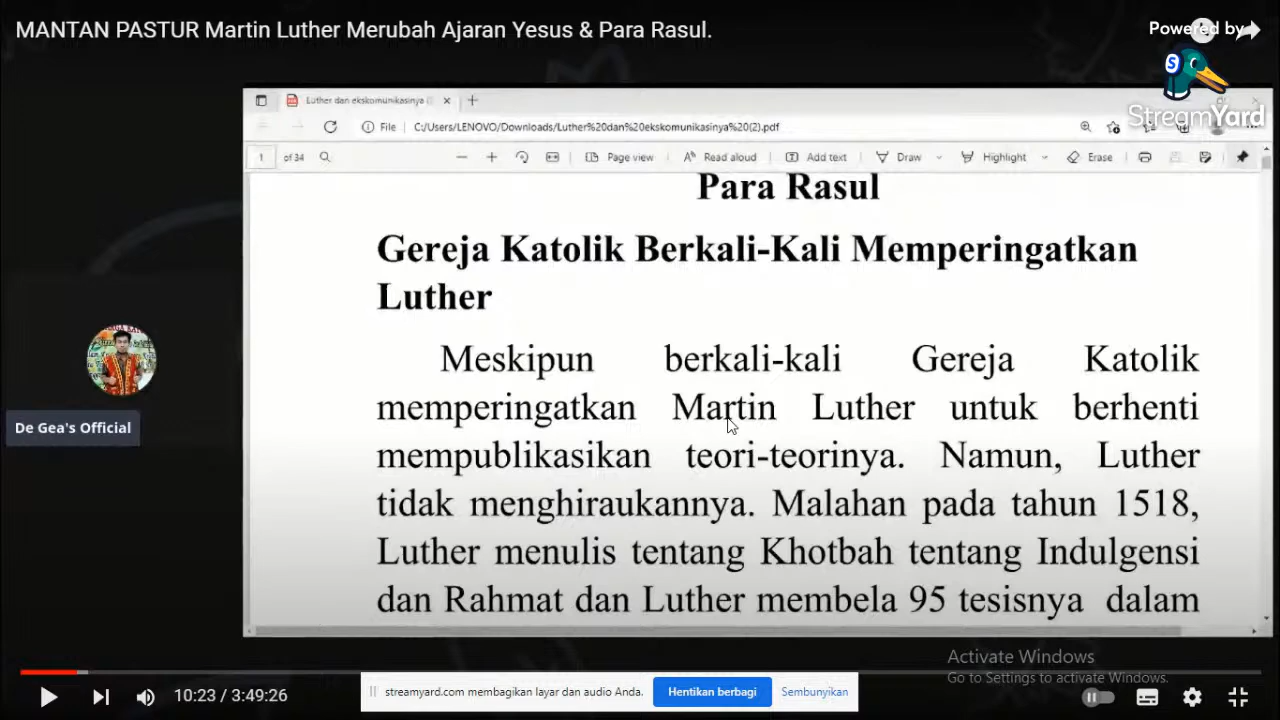 MANTAN PASTUR Martin Luther Merubah Ajaran Yesus & Para Rasul.
Powered by
StreamYard
Luther dan ekskomunikasinya
File
C:/Users/LENOVO/Downloads/Luther%20dan%20ekskomunikasinya%20(2).pdf
1 of 34
Page view
Read aloud
Add text
Draw
Highlight
Erase
Para Rasul
Gereja Katolik Berkali-Kali Memperingatkan
Luther
Meskipun berkali-kali Gereja Katolik
memperingatkan Martin Luther untuk berhenti
mempublikasikan teori-teorinya. Namun, Luther
tidak menghiraukannya. Malahan pada tahun 1518,
Luther menulis tentang Khotbah tentang Indulgensi
dan Rahmat dan Luther membela 95 tesisnya dalam
De Gea's Official
Activate Windows
Go to Settings to activate Windows.
10:23 / 3:49:26
streamyard.com membagikan layar dan audio Anda.
Hentikan berbagi
Sembunyikan